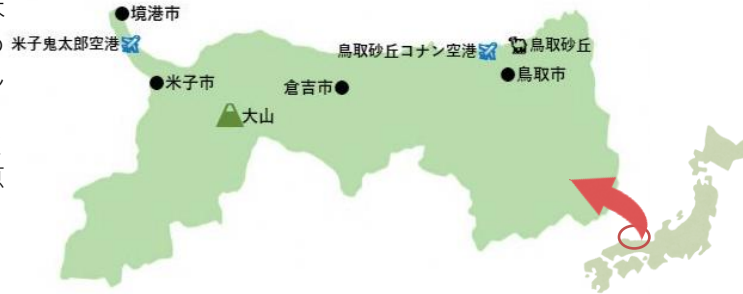 境港市
米子鬼太郎空港
鳥取砂丘コナン空港
鳥取砂丘
米子市
倉吉市
鳥取市
大山